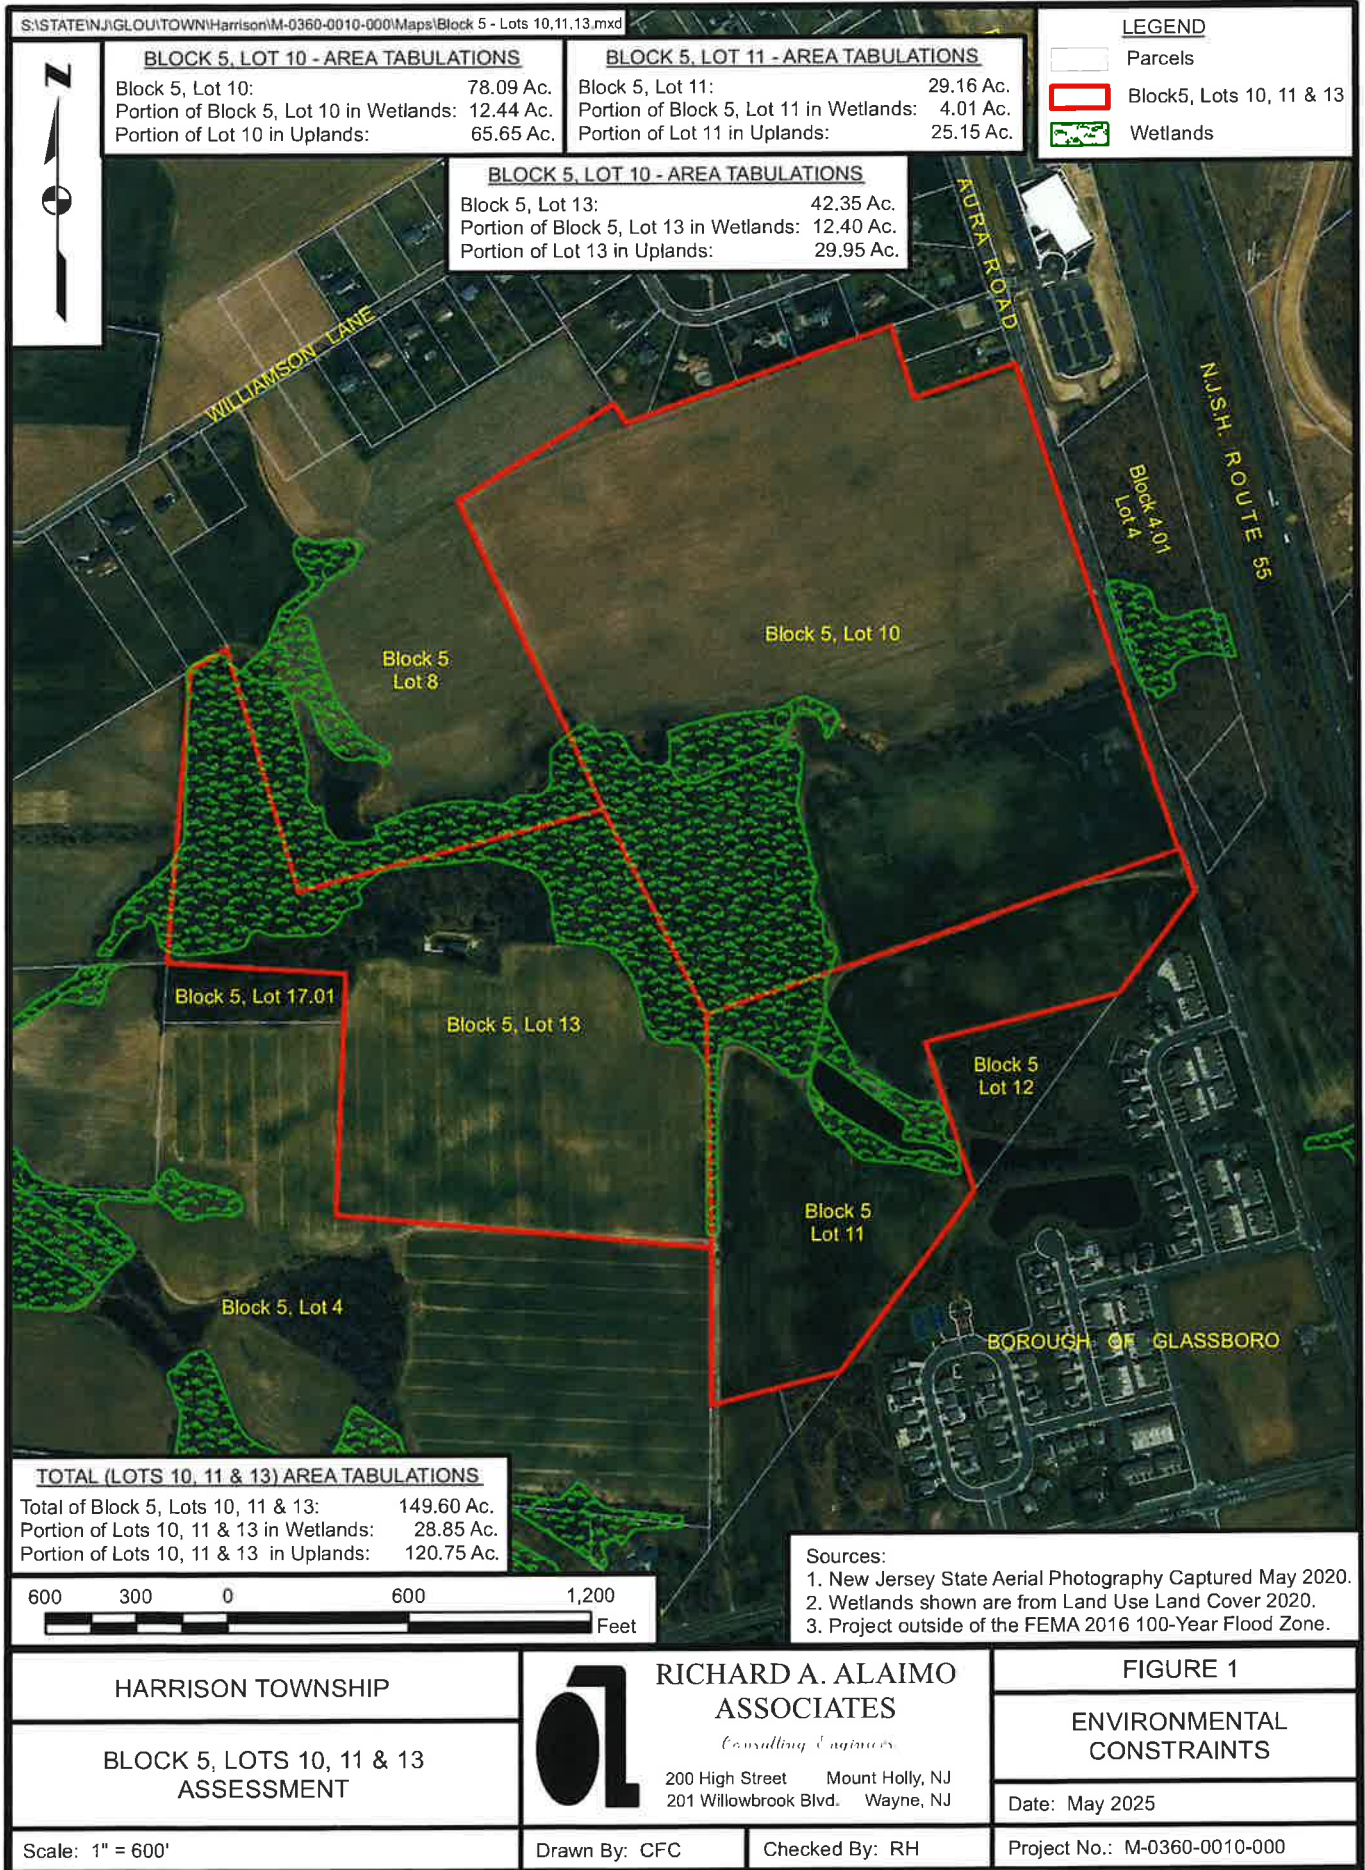 S:\STATE\NJ\GLOU\TOWN\Harrison\M-0360-0010-000\Maps\Block 5 - Lots 10,11,13.mxd
N
BLOCK 5, LOT 10 - AREA TABULATIONS
Block 5, Lot 10: 78.09 Ac.
Portion of Block 5, Lot 10 in Wetlands: 12.44 Ac.
Portion of Lot 10 in Uplands: 65.65 Ac.
BLOCK 5, LOT 11 - AREA TABULATIONS
Block 5, Lot 11: 29.16 Ac.
Portion of Block 5, Lot 11 in Wetlands: 4.01 Ac.
Portion of Lot 11 in Uplands: 25.15 Ac.
LEGEND
Parcels
Block5, Lots 10, 11 & 13
Wetlands
BLOCK 5, LOT 10 - AREA TABULATIONS
Block 5, Lot 13: 42.35 Ac.
Portion of Block 5, Lot 13 in Wetlands: 12.40 Ac.
Portion of Lot 13 in Uplands: 29.95 Ac.
AURA ROAD
WILLIAMSON LANE
N.J.S.H. ROUTE 55
Block 4.01
Lot 4
Block 5, Lot 10
Block 5
Lot 8
Block 5, Lot 17.01
Block 5, Lot 13
Block 5
Lot 12
Block 5
Lot 11
Block 5, Lot 4
BOROUGH OF GLASSBORO
TOTAL (LOTS 10, 11 & 13) AREA TABULATIONS
Total of Block 5, Lots 10, 11 & 13: 149.60 Ac.
Portion of Lots 10, 11 & 13 in Wetlands: 28.85 Ac.
Portion of Lots 10, 11 & 13 in Uplands: 120.75 Ac.
600 300 0 600 1,200
Feet
Sources:
1. New Jersey State Aerial Photography Captured May 2020.
2. Wetlands shown are from Land Use Land Cover 2020.
3. Project outside of the FEMA 2016 100-Year Flood Zone.
HARRISON TOWNSHIP
BLOCK 5, LOTS 10, 11 & 13
ASSESSMENT
Scale: 1" = 600'
RICHARD A. ALAIMO
ASSOCIATES
Consulting Engineers
200 High Street Mount Holly, NJ
201 Willowbrook Blvd. Wayne, NJ
Drawn By: CFC
Checked By: RH
FIGURE 1
ENVIRONMENTAL
CONSTRAINTS
Date: May 2025
Project No.: M-0360-0010-000